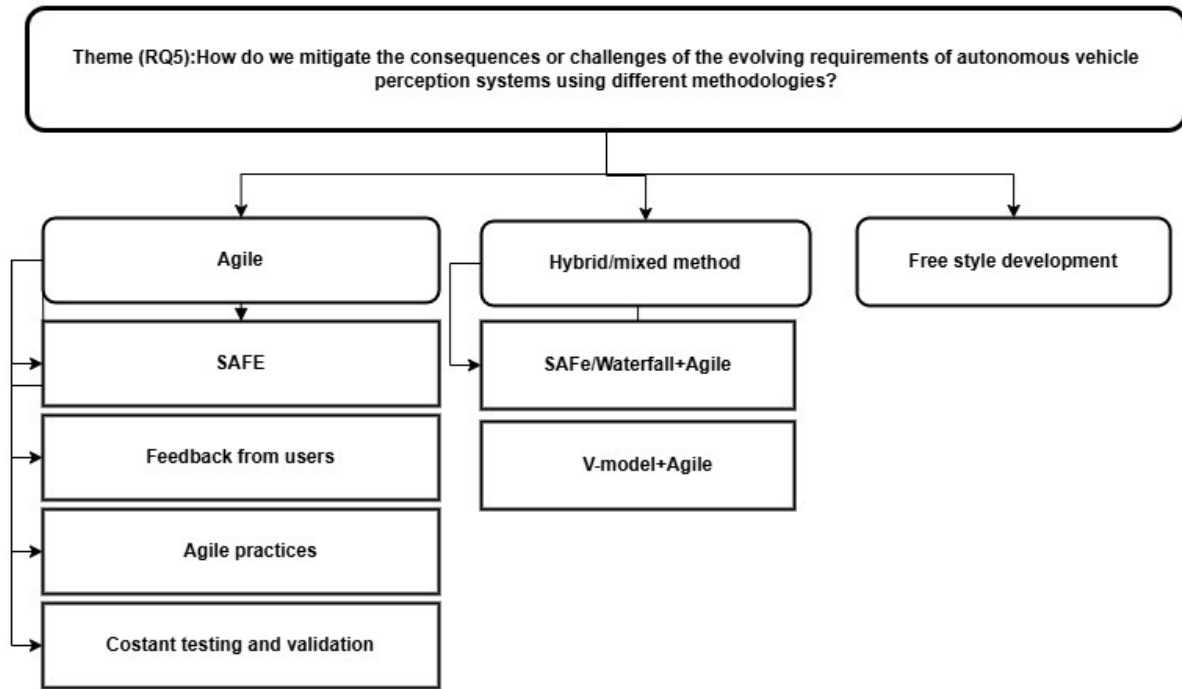 Theme (RQ5):How do we mitigate the consequences or challenges of the evolving requirements of autonomous vehicle
perception systems using different methodologies?
Agile
Hybrid/mixed method
Free style development
SAFE
SAFe/Waterfall+Agile
Feedback from users
V-model+Agile
Agile practices
Costant testing and validation